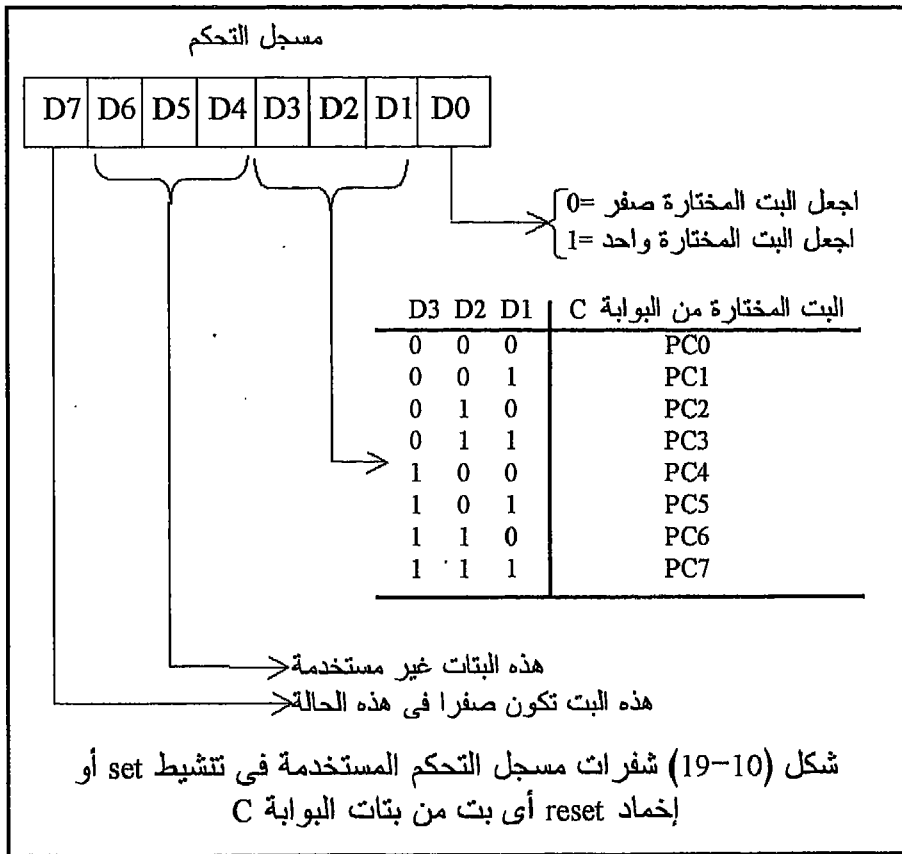 مسجل التحكم
D7 D6 D5 D4 D3 D2 D1 D0
اجعل البت المختارة صفر =0
اجعل البت المختارة واحد =1
D3 D2 D1 البت المختارة من البوابة C
0 0 0 PC0
0 0 1 PC1
0 1 0 PC2
0 1 1 PC3
1 0 0 PC4
1 0 1 PC5
1 1 0 PC6
1 1 1 PC7
هذه البتات غير مستخدمة
هذه البت تكون صفرا فى هذه الحالة
شكل (10-19) شفرات مسجل التحكم المستخدمة فى تنشيط set أو
إخماد reset أى بت من بتات البوابة C